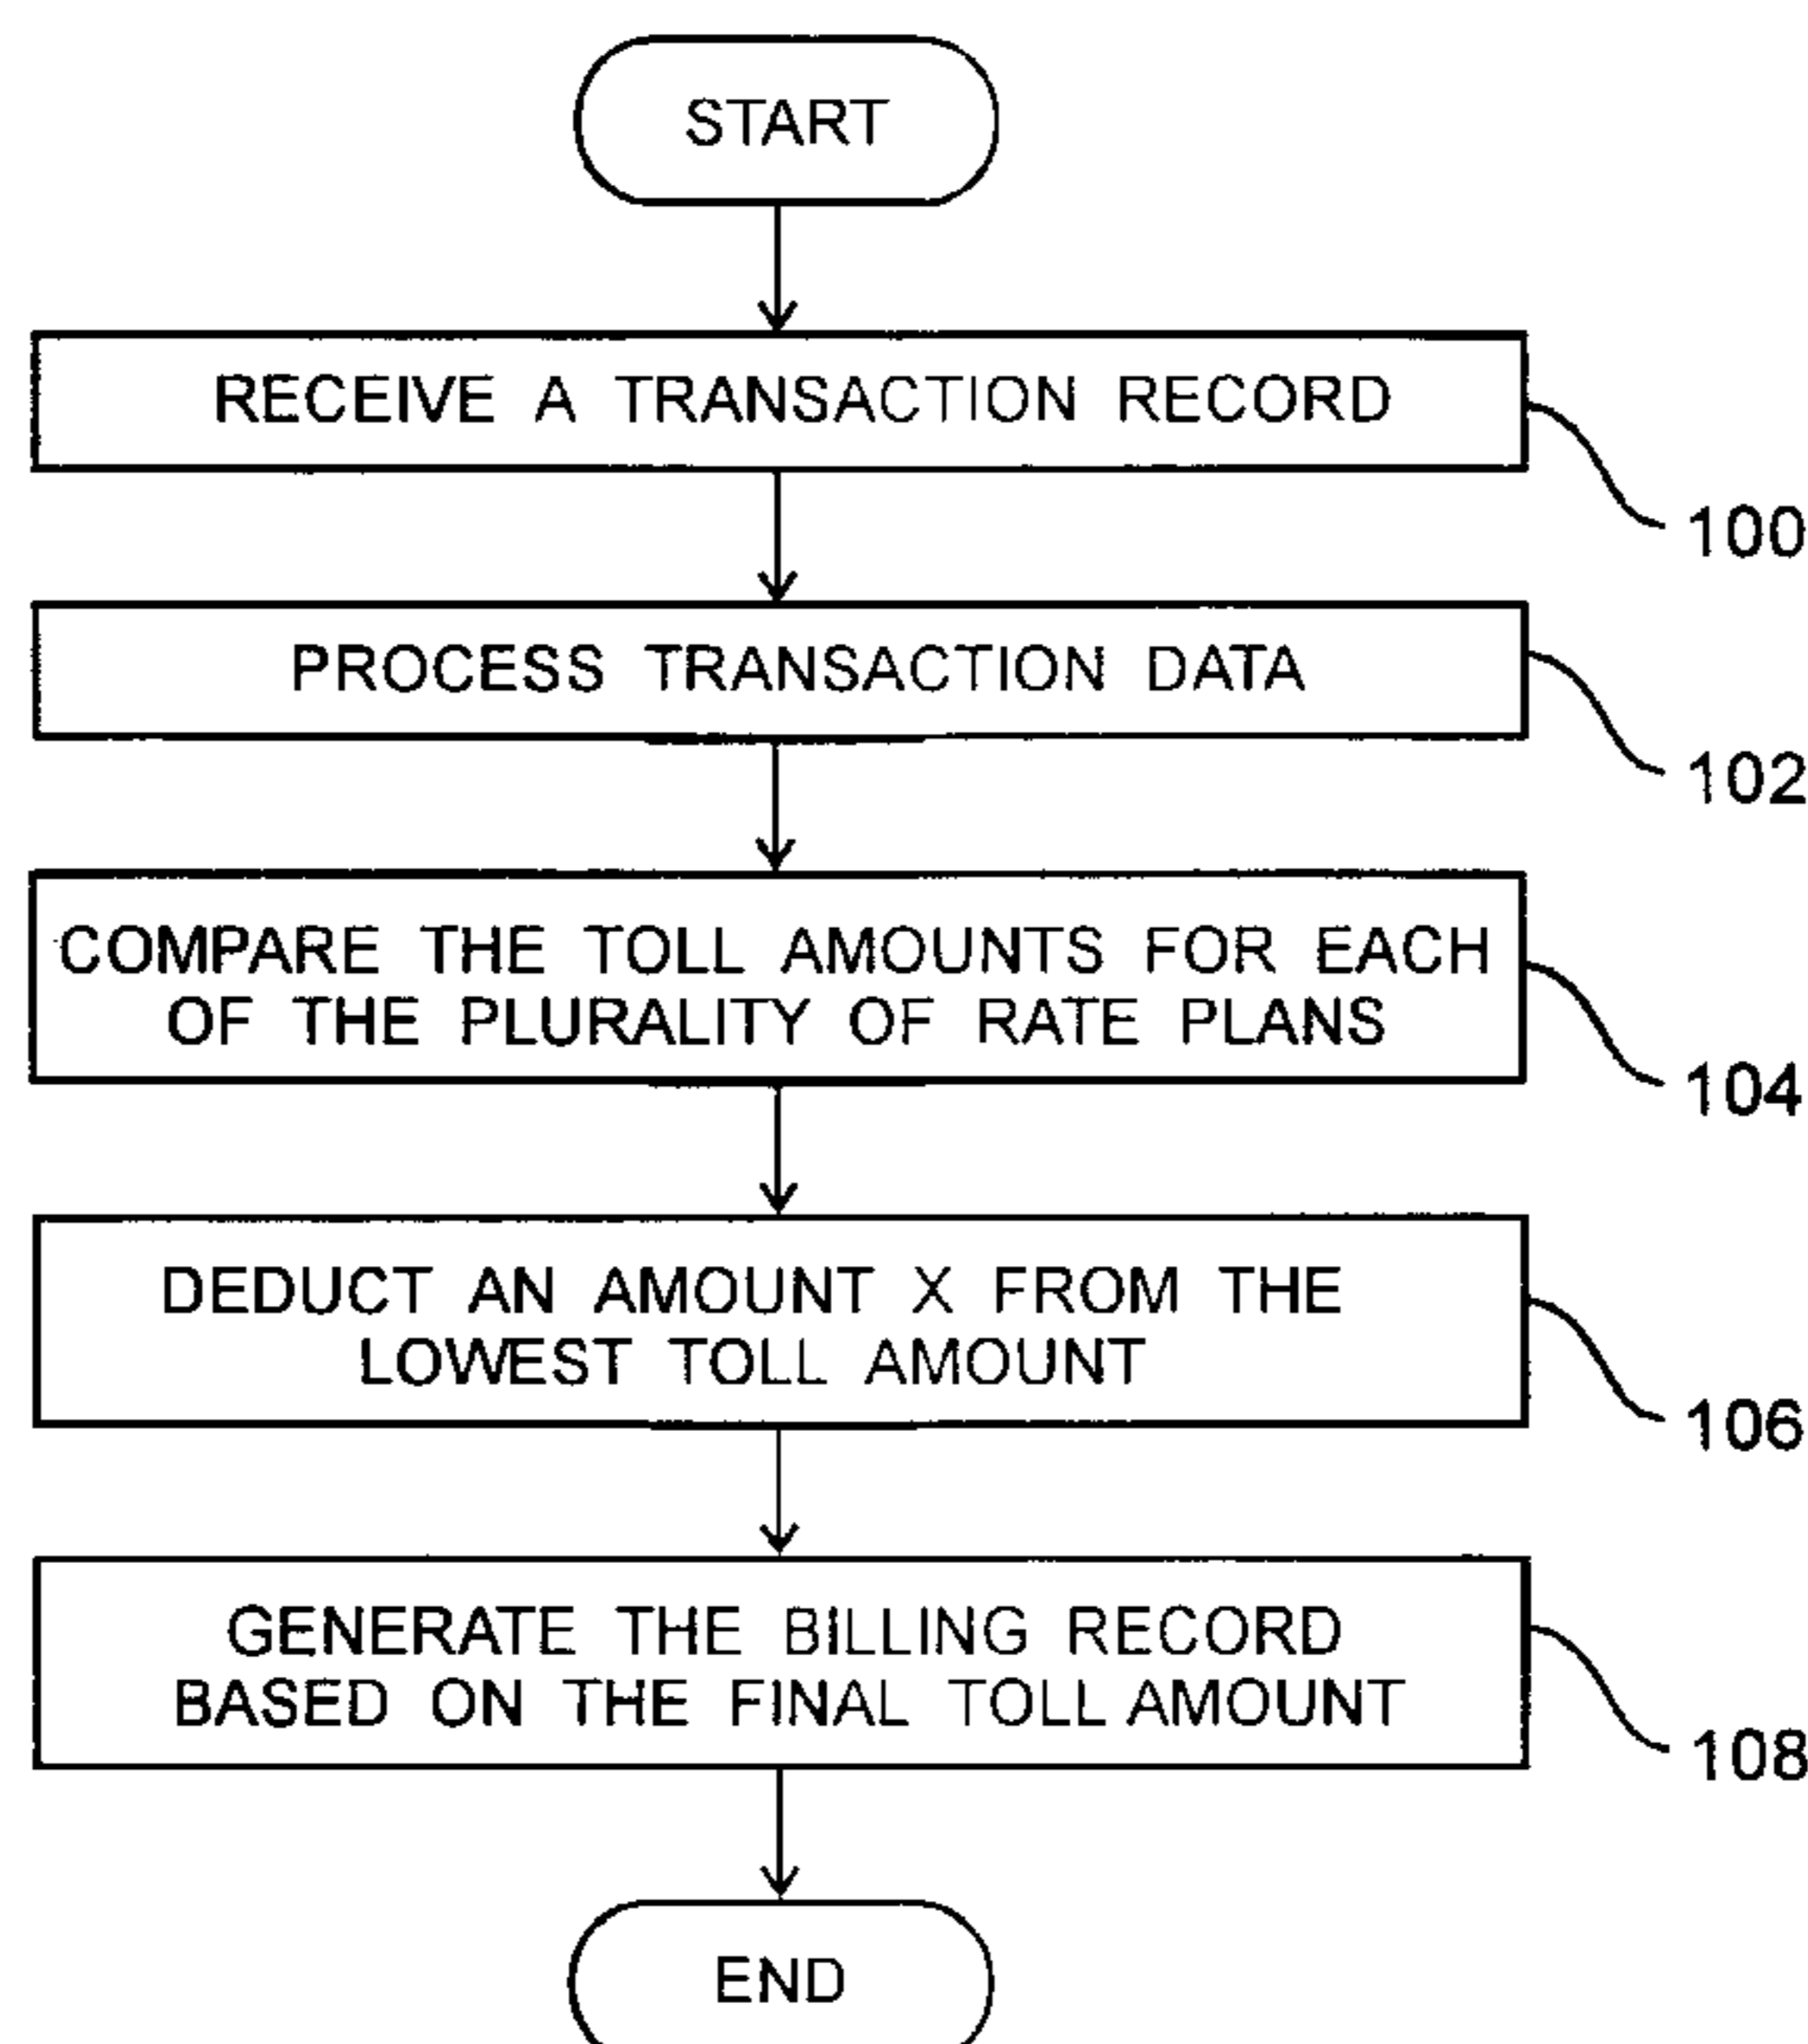 START
RECEIVE A TRANSACTION RECORD
100
PROCESS TRANSACTION DATA
102
COMPARE THE TOLL AMOUNTS FOR EACH
OF THE PLURALITY OF RATE PLANS
104
DEDUCT AN AMOUNT X FROM THE
LOWEST TOLL AMOUNT
106
GENERATE THE BILLING RECORD
BASED ON THE FINAL TOLL AMOUNT
108
END